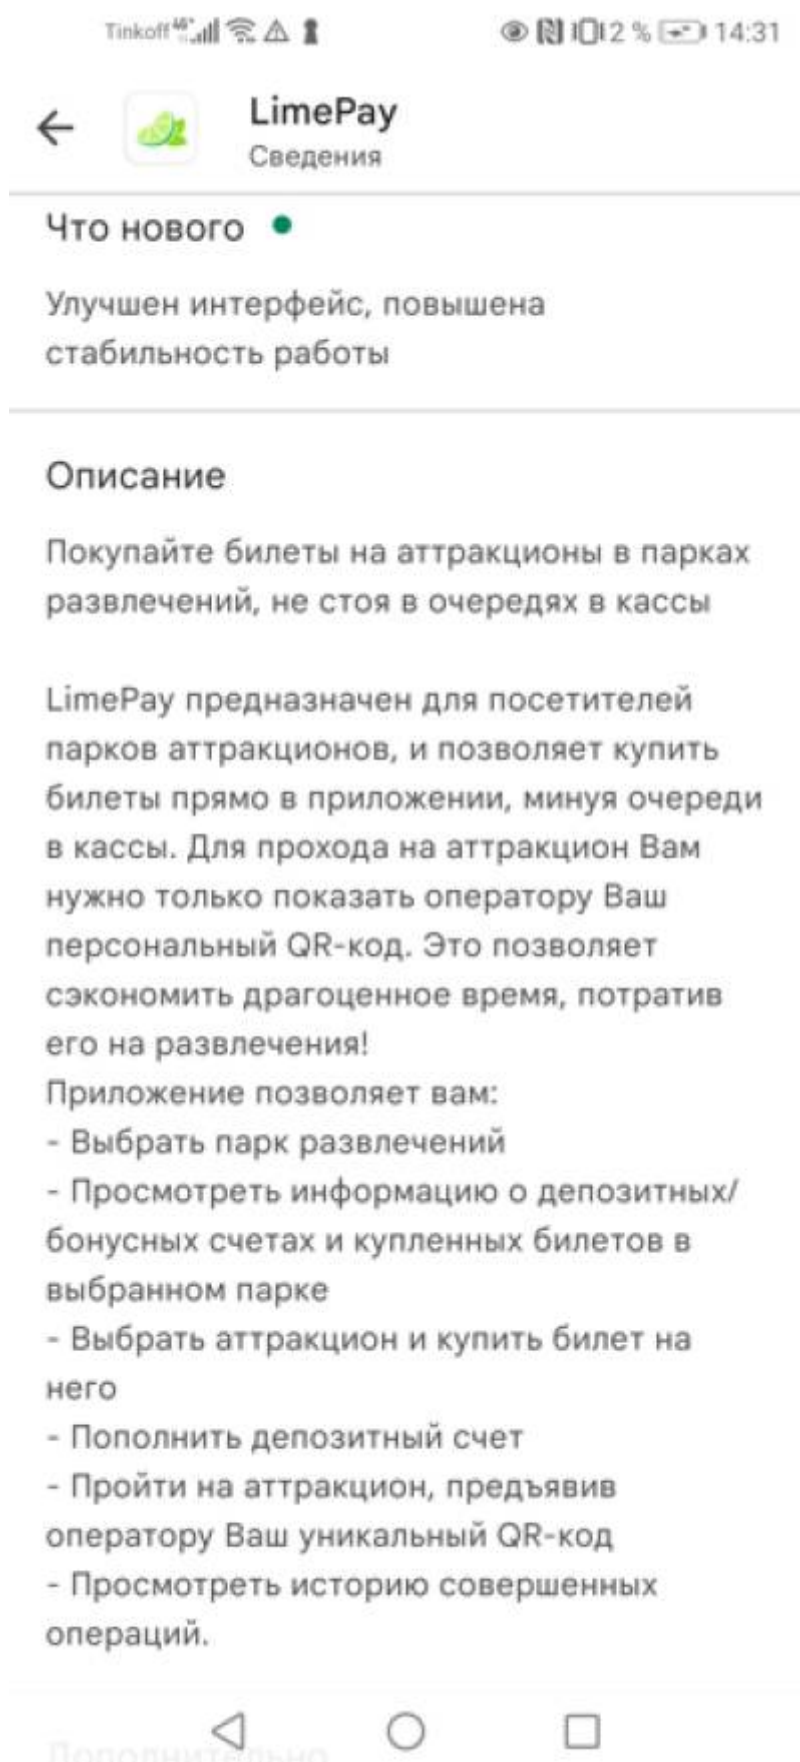 Tinkoff 4G 2 % 14:31
LimePay
Сведения
Что нового
Улучшен интерфейс, повышена
стабильность работы
Описание
Покупайте билеты на аттракционы в парках
развлечений, не стоя в очередях в кассы
LimePay предназначен для посетителей
парков аттракционов, и позволяет купить
билеты прямо в приложении, минуя очереди
в кассы. Для прохода на аттракцион Вам
нужно только показать оператору Ваш
персональный QR-код. Это позволяет
сэкономить драгоценное время, потратив
его на развлечения!
Приложение позволяет вам:
- Выбрать парк развлечений
- Просмотреть информацию о депозитных/
бонусных счетах и купленных билетов в
выбранном парке
- Выбрать аттракцион и купить билет на
него
- Пополнить депозитный счет
- Пройти на аттракцион, предъявив
оператору Ваш уникальный QR-код
- Просмотреть историю совершенных
операций.
Дополнительно